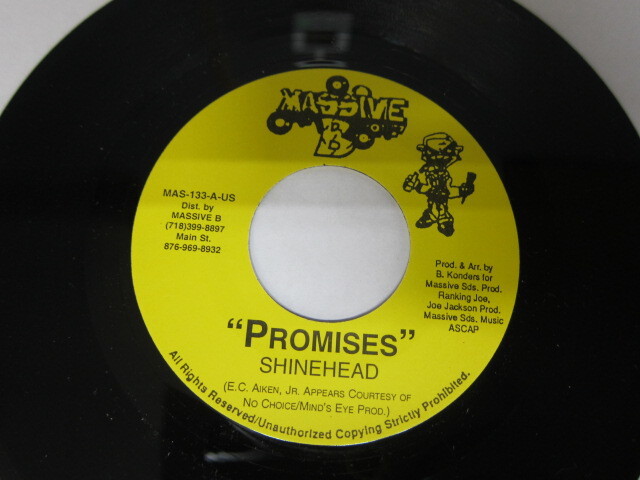 MASSIVE
B
MAS-133-A-US
Dist. by
MASSIVE B
(718)399-8897
Main St.
876-969-8932
Prod. & Arr. by
B. Konders for
Massive Sds. Prod.
Ranking Joe,
Joe Jackson Prod.
Massive Sds. Music
ASCAP
"PROMISES"
SHINEHEAD
(E.C. AIKEN, JR. APPEARS COURTESY OF
NO CHOICE/MIND'S EYE PROD.)
All Rights Reserved/Unauthorized Copying Strictly Prohibited.